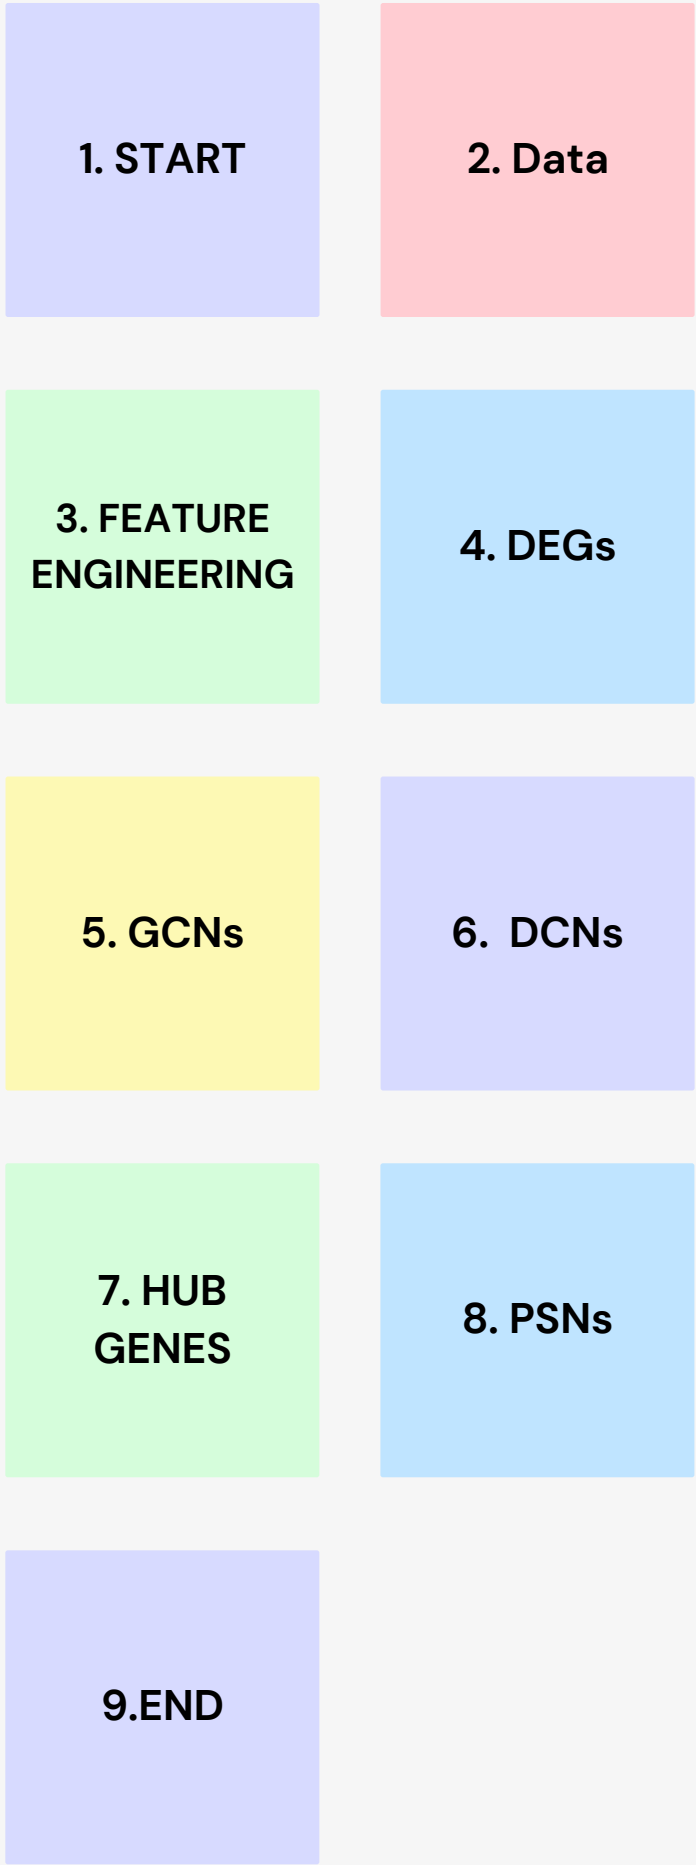 1. START
2. Data
3. FEATURE
ENGINEERING
4. DEGs
5. GCNs
6.  DCNs
7. HUB
GENES
8. PSNs
9.END